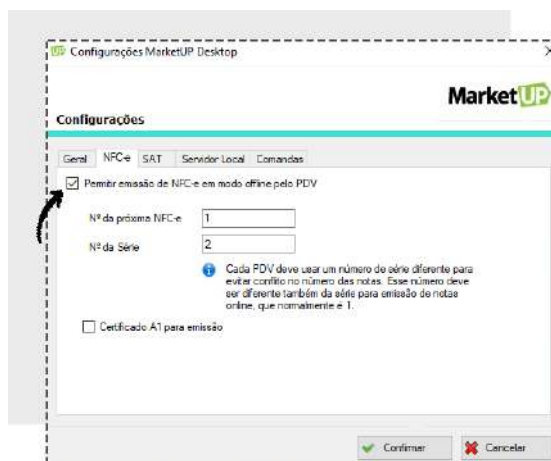 Configurações MarketUP Desktop
MarketUP
Configurações
Geral NFC-e SAT Servidor Local Comandas
Permitir emissão de NFC-e em modo offline pelo PDV
Nº da próxima NFC-e 1
Nº da Série 2
Cada PDV deve usar um número de série diferente para
evitar conflito no número das notas. Esse número deve
ser diferente também da série para emissão de notas
online, que normalmente é 1.
Certificado A1 para emissão
Confirmar Cancelar